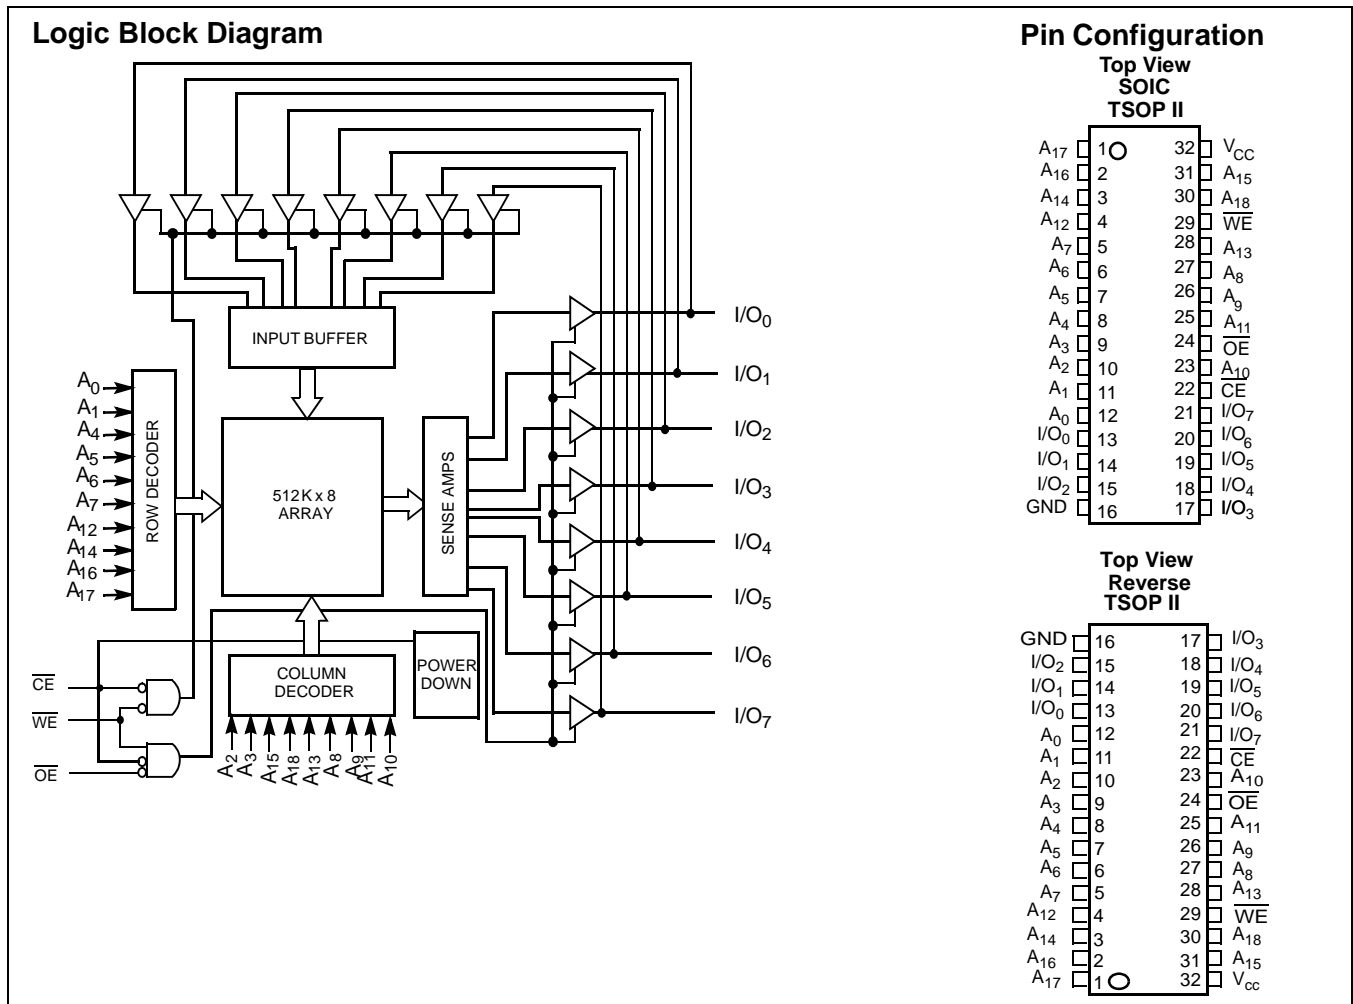 Logic Block Diagram
INPUT BUFFER
A0
A1
A4
A5
A6
A7
A12
A14
A16
A17
ROW DECODER
512K x 8
ARRAY
SENSE AMPS
I/O0
I/O1
I/O2
I/O3
I/O4
I/O5
I/O6
I/O7
COLUMN
DECODER
POWER
DOWN
CE
WE
OE
A2
A3
A15
A18
A13
A8
A9
A11
A10
Pin Configuration
Top View
SOIC
TSOP II
A17 1 32 VCC
A16 2 31 A15
A14 3 30 A18
A12 4 29 WE
A7 5 28 A13
A6 6 27 A8
A5 7 26 A9
A4 8 25 A11
A3 9 24 OE
A2 10 23 A10
A1 11 22 CE
A0 12 21 I/O7
I/O0 13 20 I/O6
I/O1 14 19 I/O5
I/O2 15 18 I/O4
GND 16 17 I/O3
Top View
Reverse
TSOP II
GND 16 17 I/O3
I/O2 15 18 I/O4
I/O1 14 19 I/O5
I/O0 13 20 I/O6
A0 12 21 I/O7
A1 11 22 CE
A2 10 23 A10
A3 9 24 OE
A4 8 25 A11
A5 7 26 A9
A6 6 27 A8
A7 5 28 A13
A12 4 29 WE
A14 3 30 A18
A16 2 31 A15
A17 1 32 Vcc